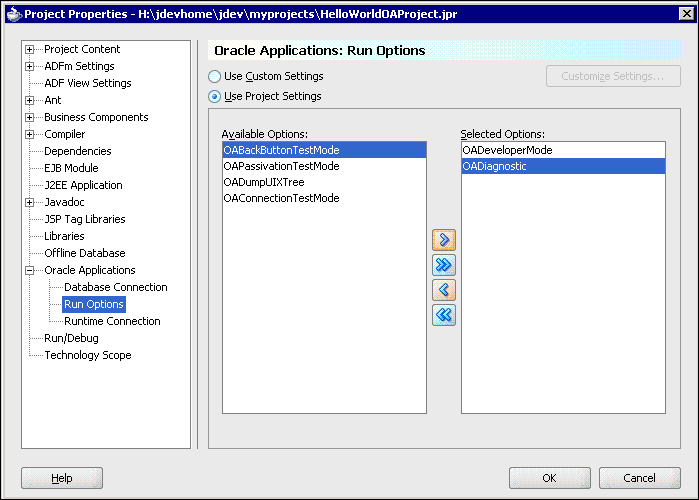 Project Properties - H:\jdevhome\jdev\myprojects\HelloWorldOAProject.jpr
Project Content
ADFm Settings
ADF View Settings
Ant
Business Components
Compiler
Dependencies
EJB Module
J2EE Application
Javadoc
JSP Tag Libraries
Libraries
Offline Database
Oracle Applications
Database Connection
Run Options
Runtime Connection
Run/Debug
Technology Scope
Oracle Applications: Run Options
Use Custom Settings
Customize Settings...
Use Project Settings
Available Options:
OABackButtonTestMode
OAPassivationTestMode
OADumpUIXTree
OAConnectionTestMode
Selected Options:
OADeveloperMode
OADiagnostic
Help
OK
Cancel